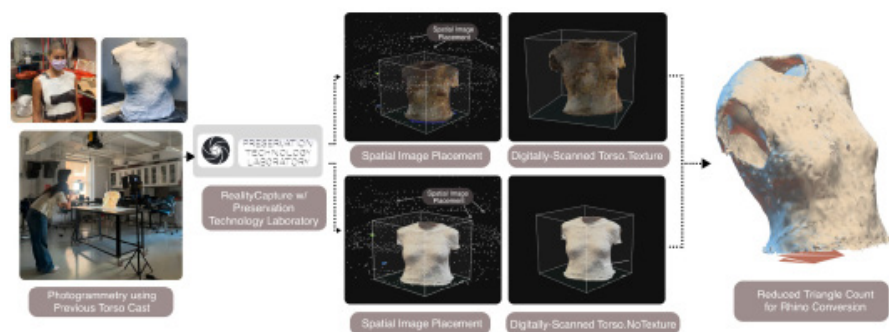 Photogrammetry using
Previous Torso Cast
PRESERVATION
TECHNOLOGY
LABORATORY
RealityCapture w/
Preservation
Technology Laboratory
Spatial Image
Placement
Spatial Image Placement
Digitally-Scanned Torso.Texture
Spatial Image
Placement
Spatial Image Placement
Digitally-Scanned Torso.NoTexture
Reduced Triangle Count
for Rhino Conversion